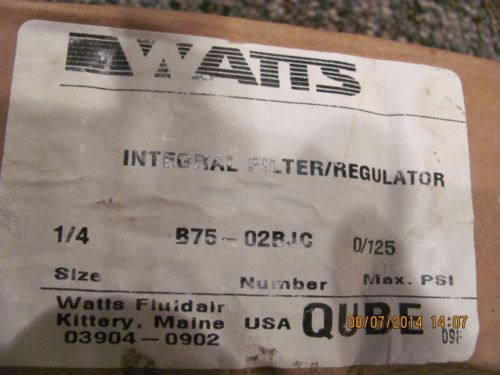 WATTS
INTEGRAL FILTER/REGULATOR
1/4 B75-02BJC 0/125
Size Number Max. PSI
Watts Fluidair
Kittery, Maine USA QUBE
03904-0902
08/07/2014 14:07